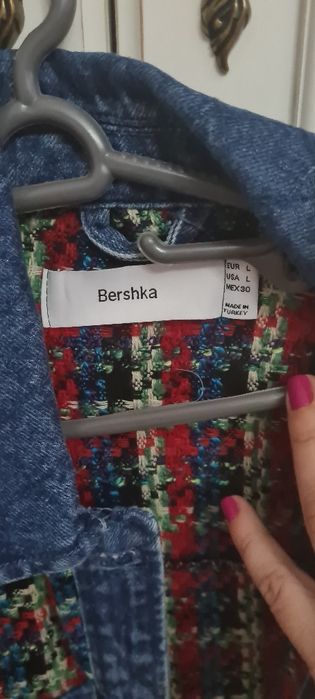 Bershka
EUR L
USA L
MEX 30
MADE IN
TURKEY